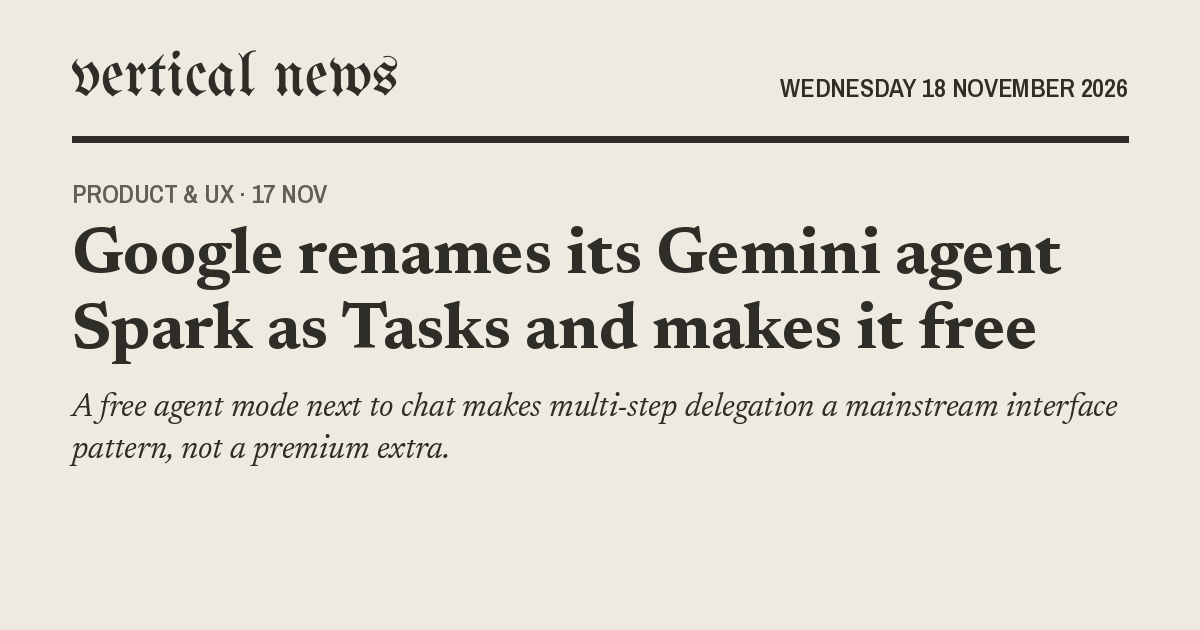 vertical news
WEDNESDAY 18 NOVEMBER 2026
PRODUCT & UX · 17 NOV
Google renames its Gemini agent
Spark as Tasks and makes it free
A free agent mode next to chat makes multi-step delegation a mainstream interface
pattern, not a premium extra.